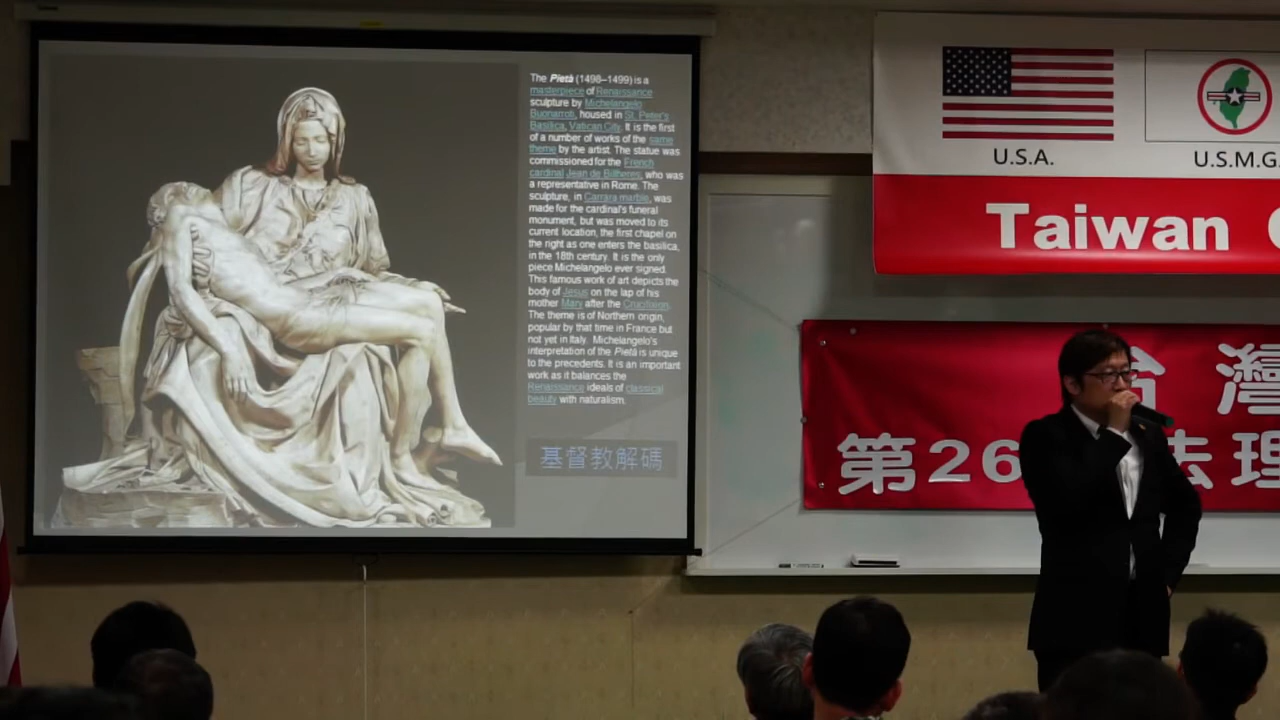 The Pietà (1498–1499) is a
masterpiece of Renaissance
sculpture by Michelangelo
Buonarroti, housed in St. Peter's
Basilica, Vatican City. It is the first
of a number of works of the same
theme by the artist. The statue was
commissioned for the French
cardinal Jean de Bilhères, who was
a representative in Rome. The
sculpture, in Carrara marble, was
made for the cardinal's funeral
monument, but was moved to its
current location, the first chapel on
the right as one enters the basilica,
in the 18th century. It is the only
piece Michelangelo ever signed.
This famous work of art depicts the
body of Jesus on the lap of his
mother Mary after the Crucifixion.
The theme is of Northern origin,
popular by that time in France but
not yet in Italy. Michelangelo's
interpretation of the Pietà is unique
to the precedents. It is an important
work as it balances the
Renaissance ideals of classical
beauty with naturalism.
基督教解碼
U.S.A.
U.S.M.G.
Taiwan
台灣
第26 法理